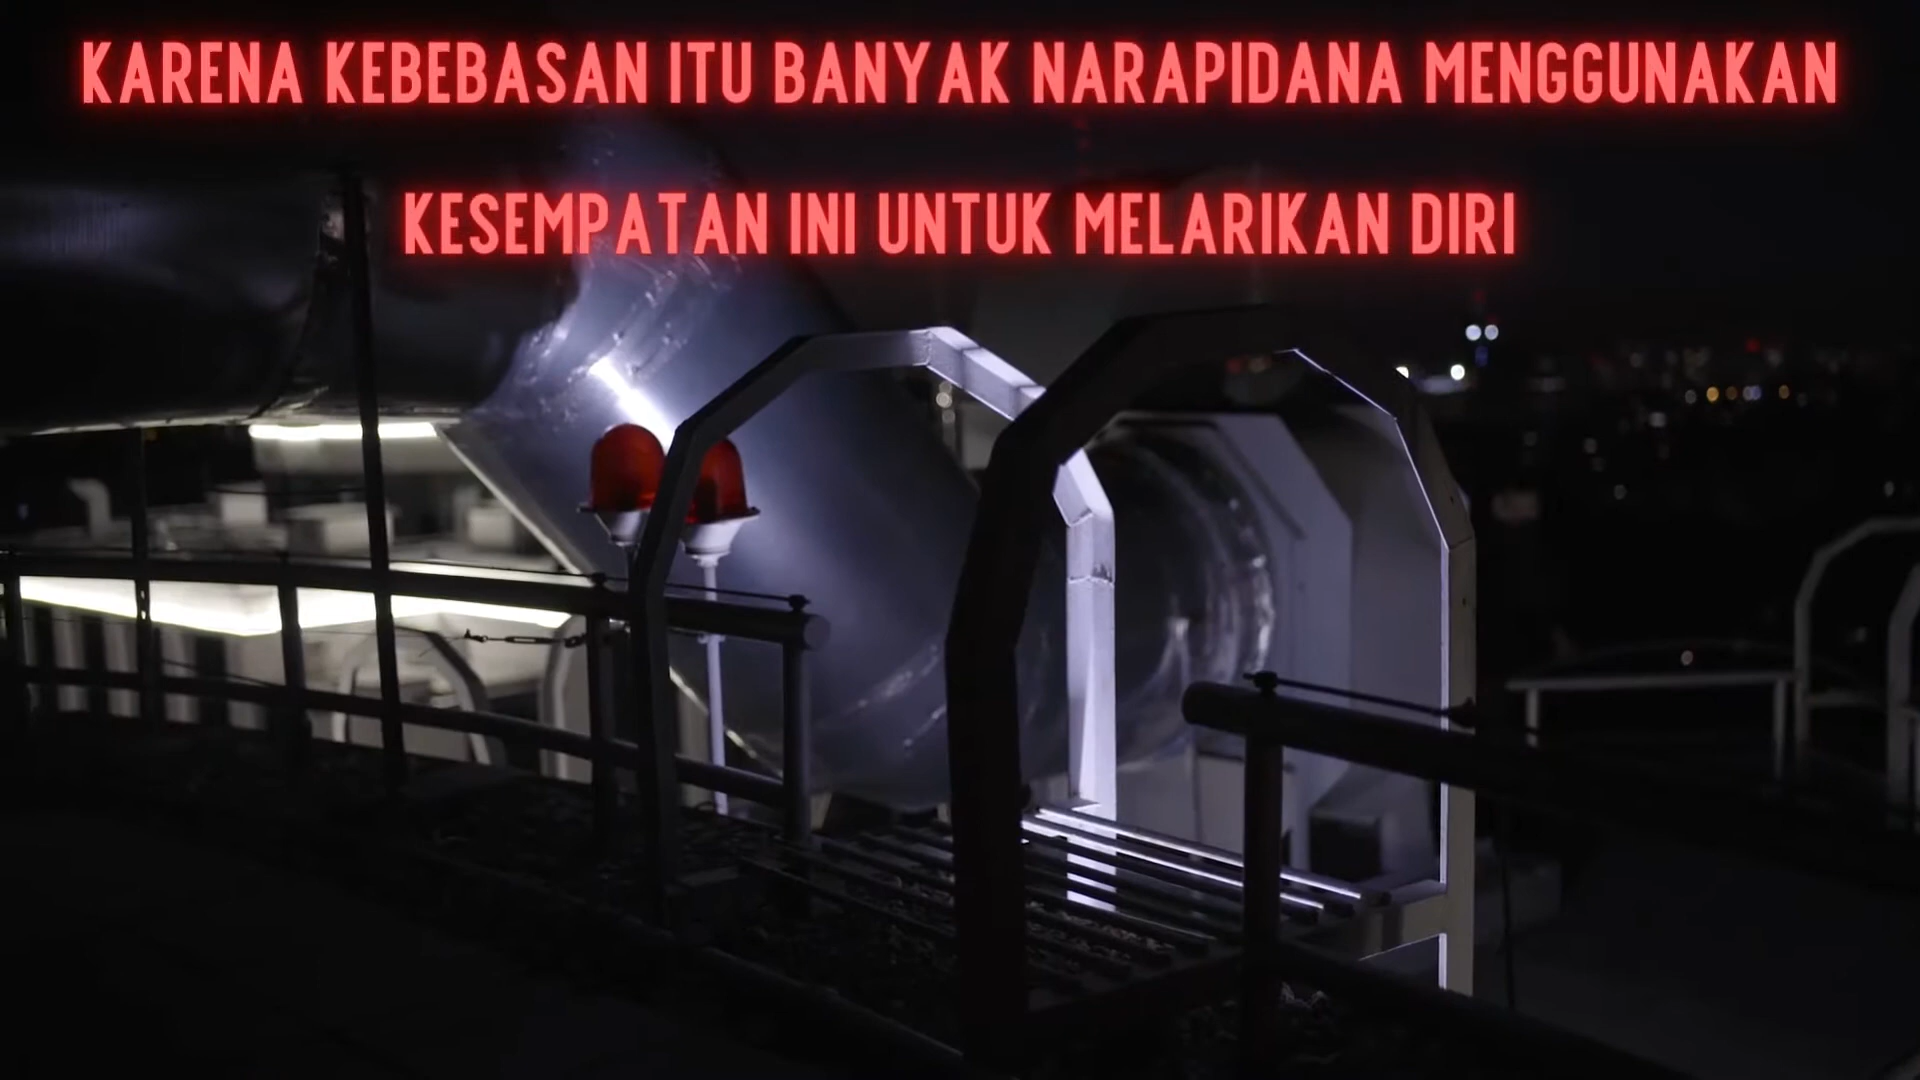 KARENA KEBEBASAN ITU BANYAK NARAPIDANA MENGGUNAKAN
KESEMPATAN INI UNTUK MELARIKAN DIRI